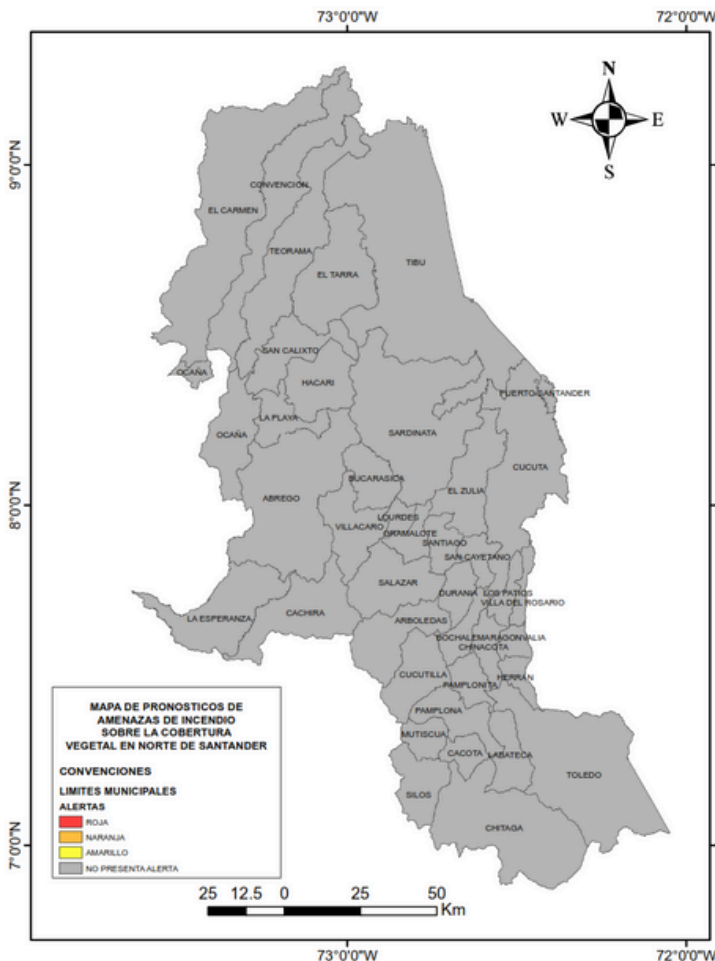 73°0'0"W
72°0'0"W
N
W
E
S
9°0'0"N
CONVENCIÓN
EL CARMEN
TEORAMA
TIBU
EL TARRA
SAN CALIXTO
OCAÑA
HACARI
PUERTO SANTANDER
LA PLAYA
OCAÑA
SARDINATA
CUCUTA
BUCARASICA
EL ZULIA
ABREGO
8°0'0"N
LOURDES
VILLACARO
GRAMALOTE
SANTIAGO
SAN CAYETANO
SALAZAR
DURANIA
LOS PATIOS
VILLA DEL ROSARIO
CACHIRA
LA ESPERANZA
ARBOLEDAS
BOCHALEMA
RAGONVALIA
CHINACOTA
CUCUTILLA
HERRÁN
PAMPLONITA
PAMPLONA
MUTISCUA
CACOTA
LABATECA
TOLEDO
SILOS
CHITAGA
7°0'0"N
MAPA DE PRONOSTICOS DE
AMENAZAS DE INCENDIO
SOBRE LA COBERTURA
VEGETAL EN NORTE DE SANTANDER
CONVENCIONES
LIMITES MUNICIPALES
ALERTAS
ROJA
NARANJA
AMARILLO
NO PRESENTA ALERTA
25 12.5 0 25 50
Km
73°0'0"W
72°0'0"W